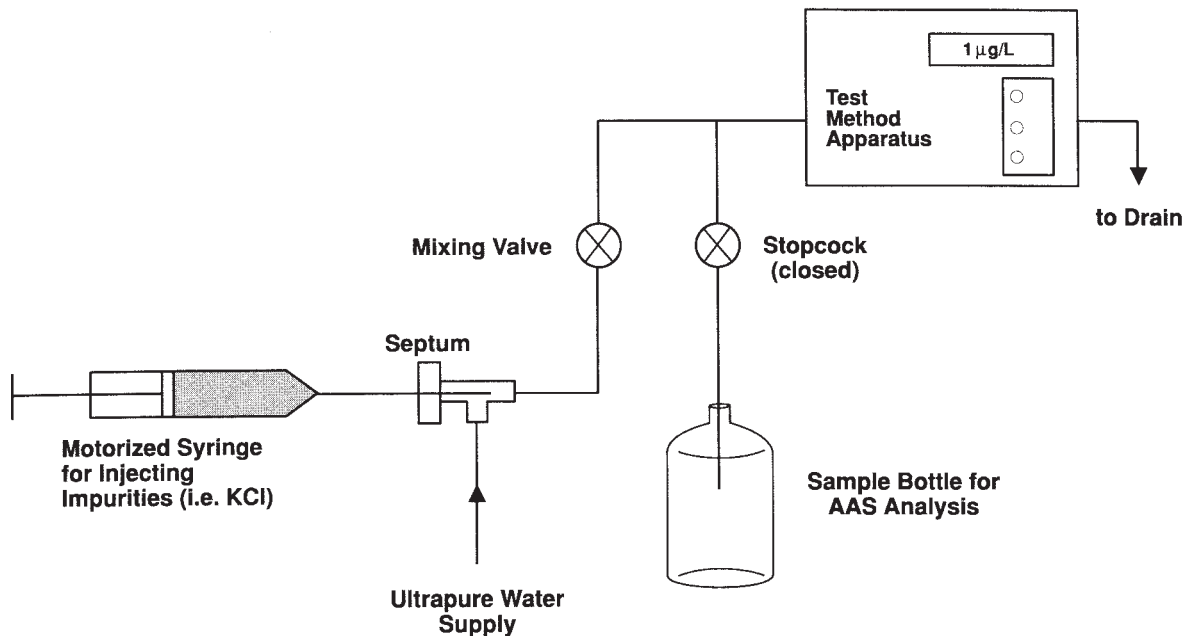 1 μg/L
Test
Method
Apparatus
to Drain
Mixing Valve
Stopcock
(closed)
Septum
Motorized Syringe
for Injecting
Impurities (i.e. KCl)
Sample Bottle for
AAS Analysis
Ultrapure Water
Supply